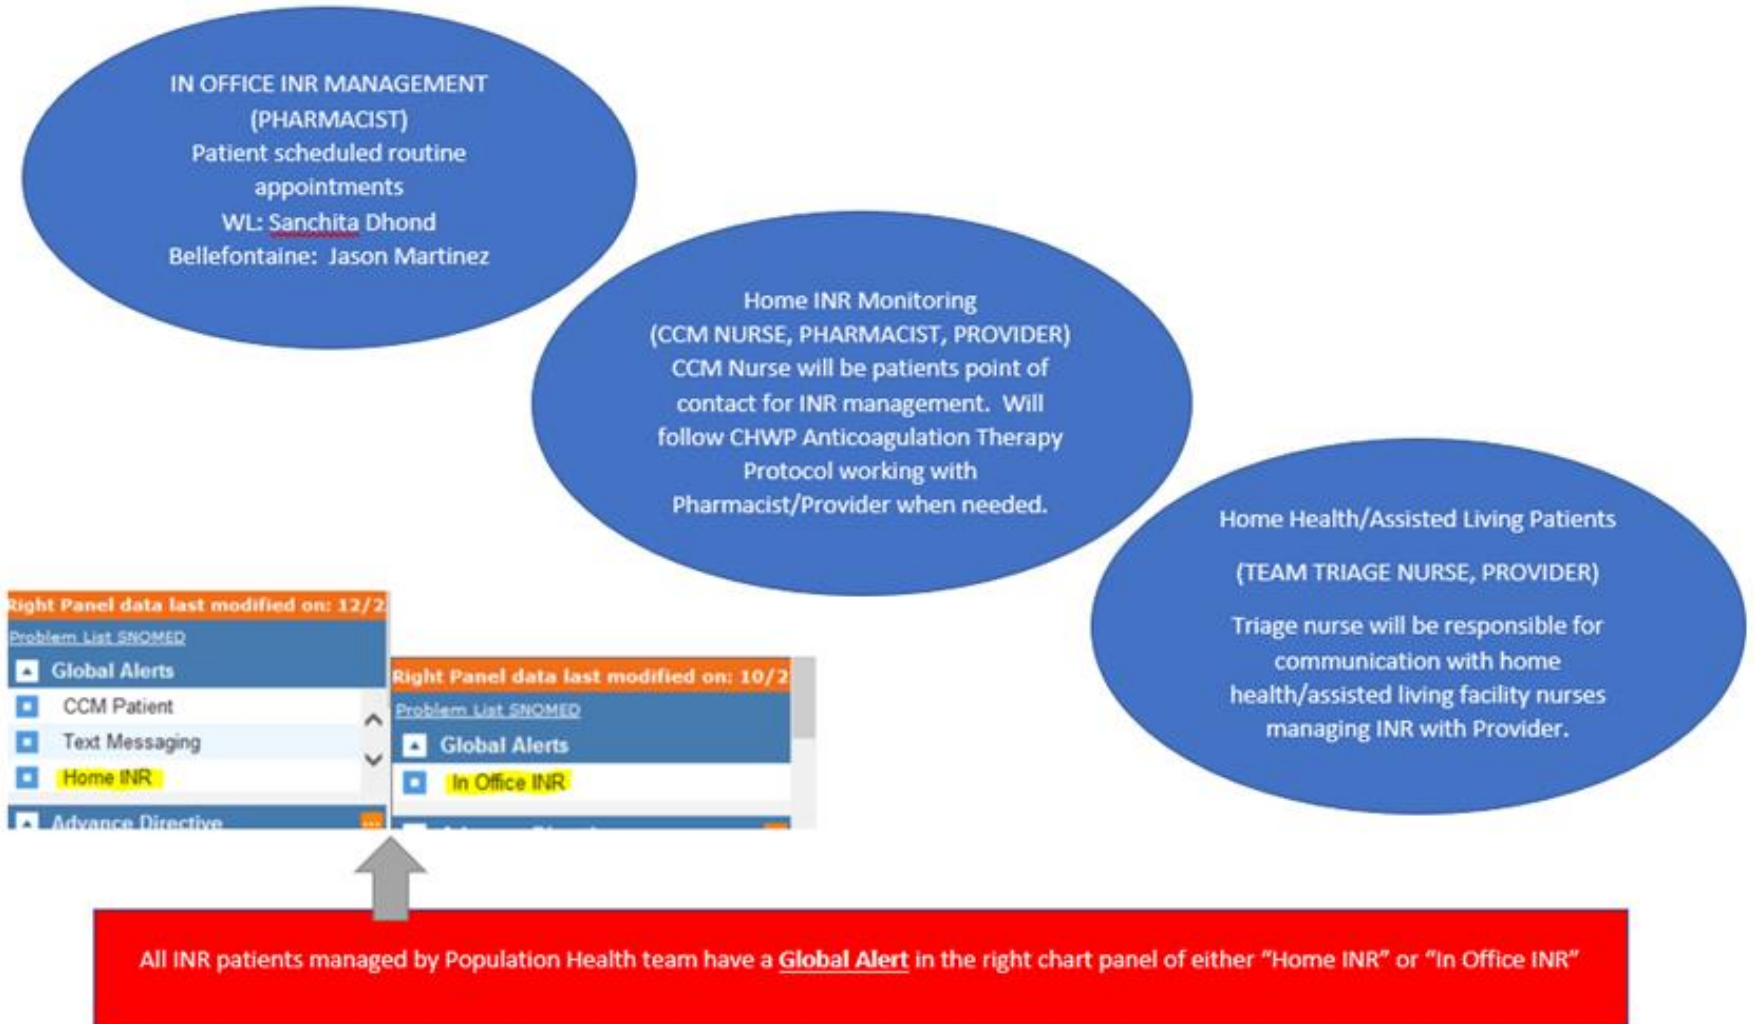 IN OFFICE INR MANAGEMENT
(PHARMACIST)
Patient scheduled routine
appointments
WL: Sanchita Dhond
Bellefontaine:  Jason Martinez
Home INR Monitoring
(CCM NURSE, PHARMACIST, PROVIDER)
CCM Nurse will be patients point of
contact for INR management.  Will
follow CHWP Anticoagulation Therapy
Protocol working with
Pharmacist/Provider when needed.
Home Health/Assisted Living Patients
(TEAM TRIAGE NURSE, PROVIDER)
Triage nurse will be responsible for
communication with home
health/assisted living facility nurses
managing INR with Provider.
Right Panel data last modified on: 12/2
Problem List SNOMED
Global Alerts
CCM Patient
Text Messaging
Home INR
Advance Directive
Right Panel data last modified on: 10/2
Problem List SNOMED
Global Alerts
In Office INR
All INR patients managed by Population Health team have a Global Alert in the right chart panel of either “Home INR” or “In Office INR”